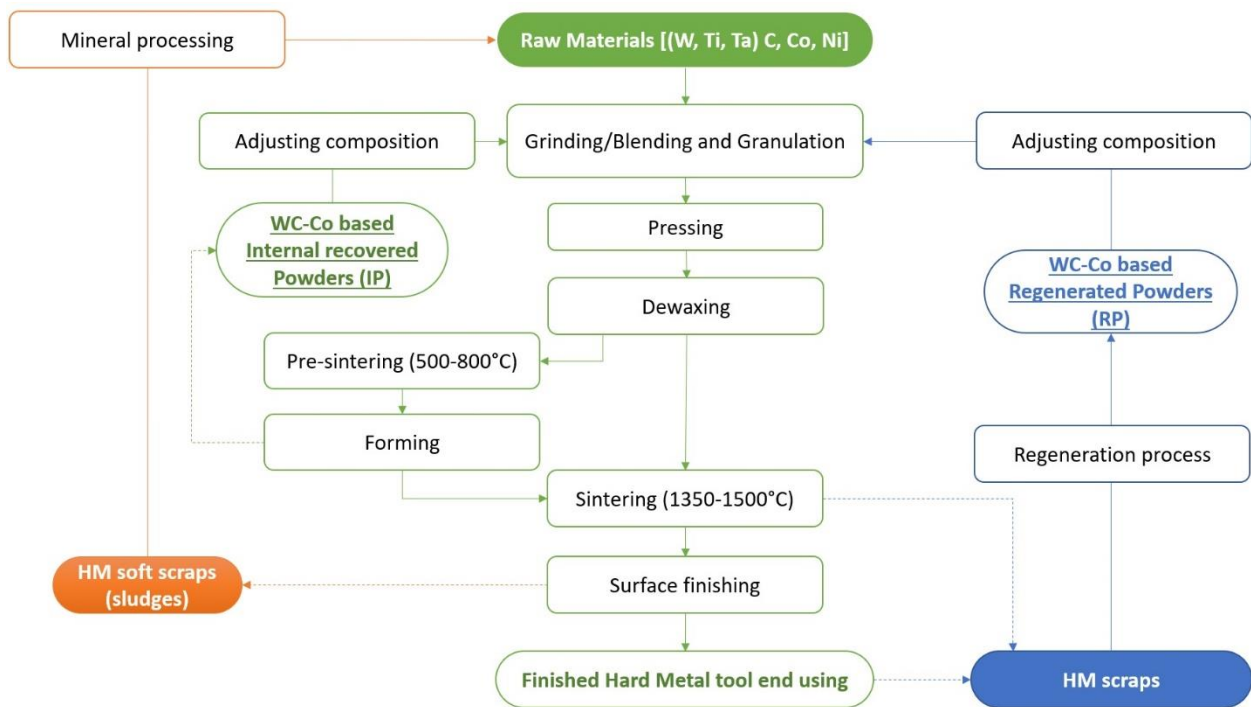 Mineral processing
Raw Materials [(W, Ti, Ta) C, Co, Ni]
Adjusting composition
Grinding/Blending and Granulation
Adjusting composition
WC-Co based
Internal recovered
Powders (IP)
Pressing
WC-Co based
Regenerated Powders
(RP)
Dewaxing
Pre-sintering (500-800°C)
Forming
Regeneration process
Sintering (1350-1500°C)
HM soft scraps
(sludges)
Surface finishing
Finished Hard Metal tool end using
HM scraps